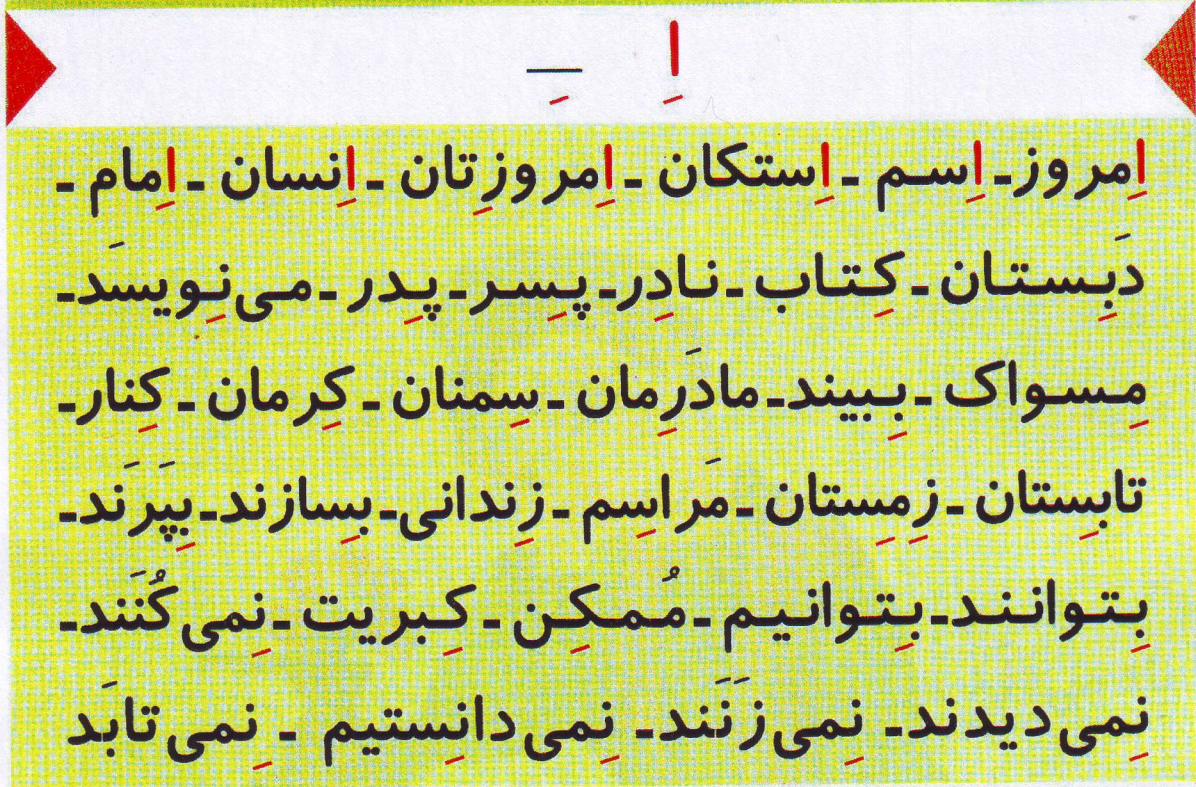 اِ ـِ
اِمروز ـ اِسم ـ اِستکان ـ اِمروزِتان ـ اِنسان ـ اِمام ـ
دَبِستان ـ کِتاب ـ نادِر ـ پِسر ـ پِدر ـ می‌نِویسَد ـ
مِسواک ـ بِبیند ـ مادَرِمان ـ سِمنان ـ کِرمان ـ کِنار ـ
تابِستان ـ زِمِستان ـ مَراسِم ـ زِندانی ـ بِسازند ـ بِپَرَند ـ
بِتوانند ـ بِتوانیم ـ مُمکِن ـ کِبریت ـ نِمی‌کُنَند ـ
نِمی‌دیدند ـ نِمی‌زَنَند ـ نِمی‌دانِستیم ـ نِمی‌تابَد